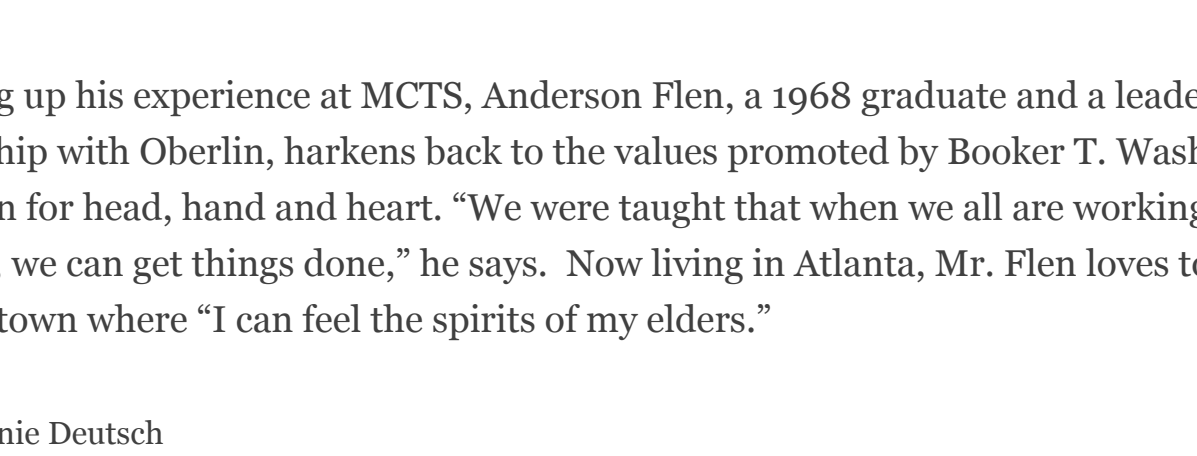 g up his experience at MCTS, Anderson Flen, a 1968 graduate and a leade
hip with Oberlin, harkens back to the values promoted by Booker T. Wash
n for head, hand and heart. “We were taught that when we all are working
we can get things done,” he says.  Now living in Atlanta, Mr. Flen loves to
town where “I can feel the spirits of my elders.”
nie Deutsch